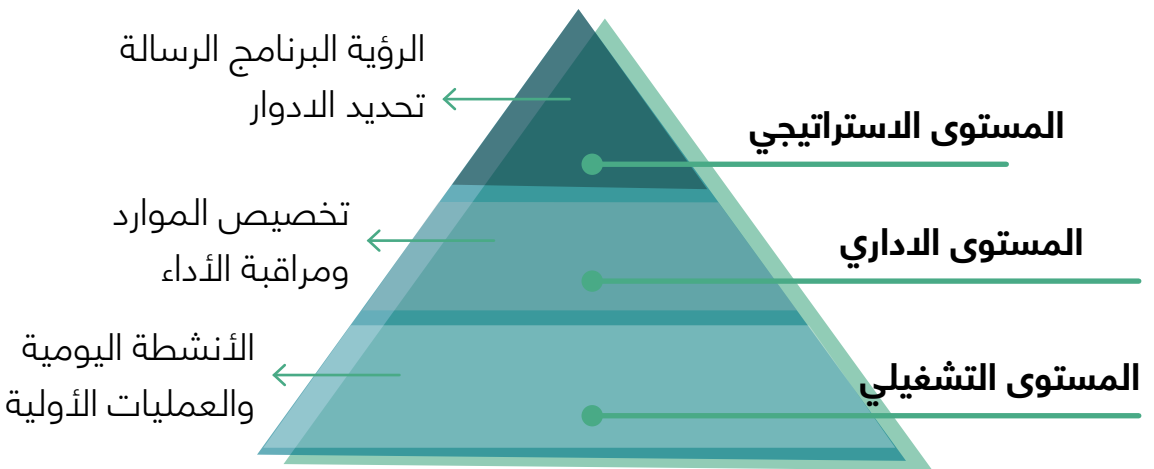 المستوى الاستراتيجي
الرؤية البرنامج الرسالة
تحديد الادوار
المستوى الاداري
تخصيص الموارد
ومراقبة الأداء
المستوى التشغيلي
الأنشطة اليومية
والعمليات الأولية